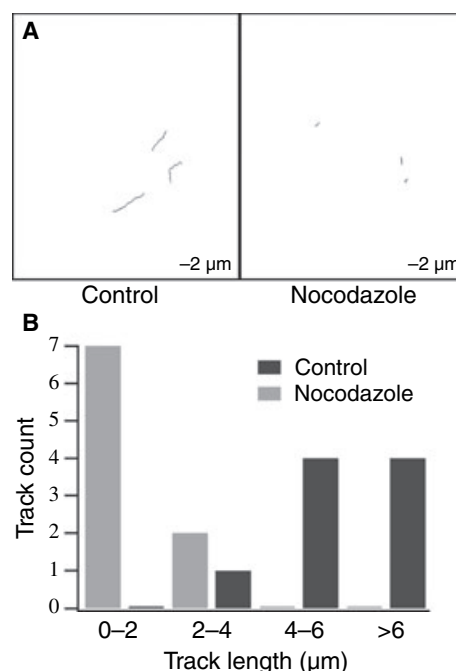 A
–2 µm
–2 µm
Control
Nocodazole
B
7
6
5
4
3
2
1
0
Track count
Control
Nocodazole
0–2
2–4
4–6
>6
Track length (µm)